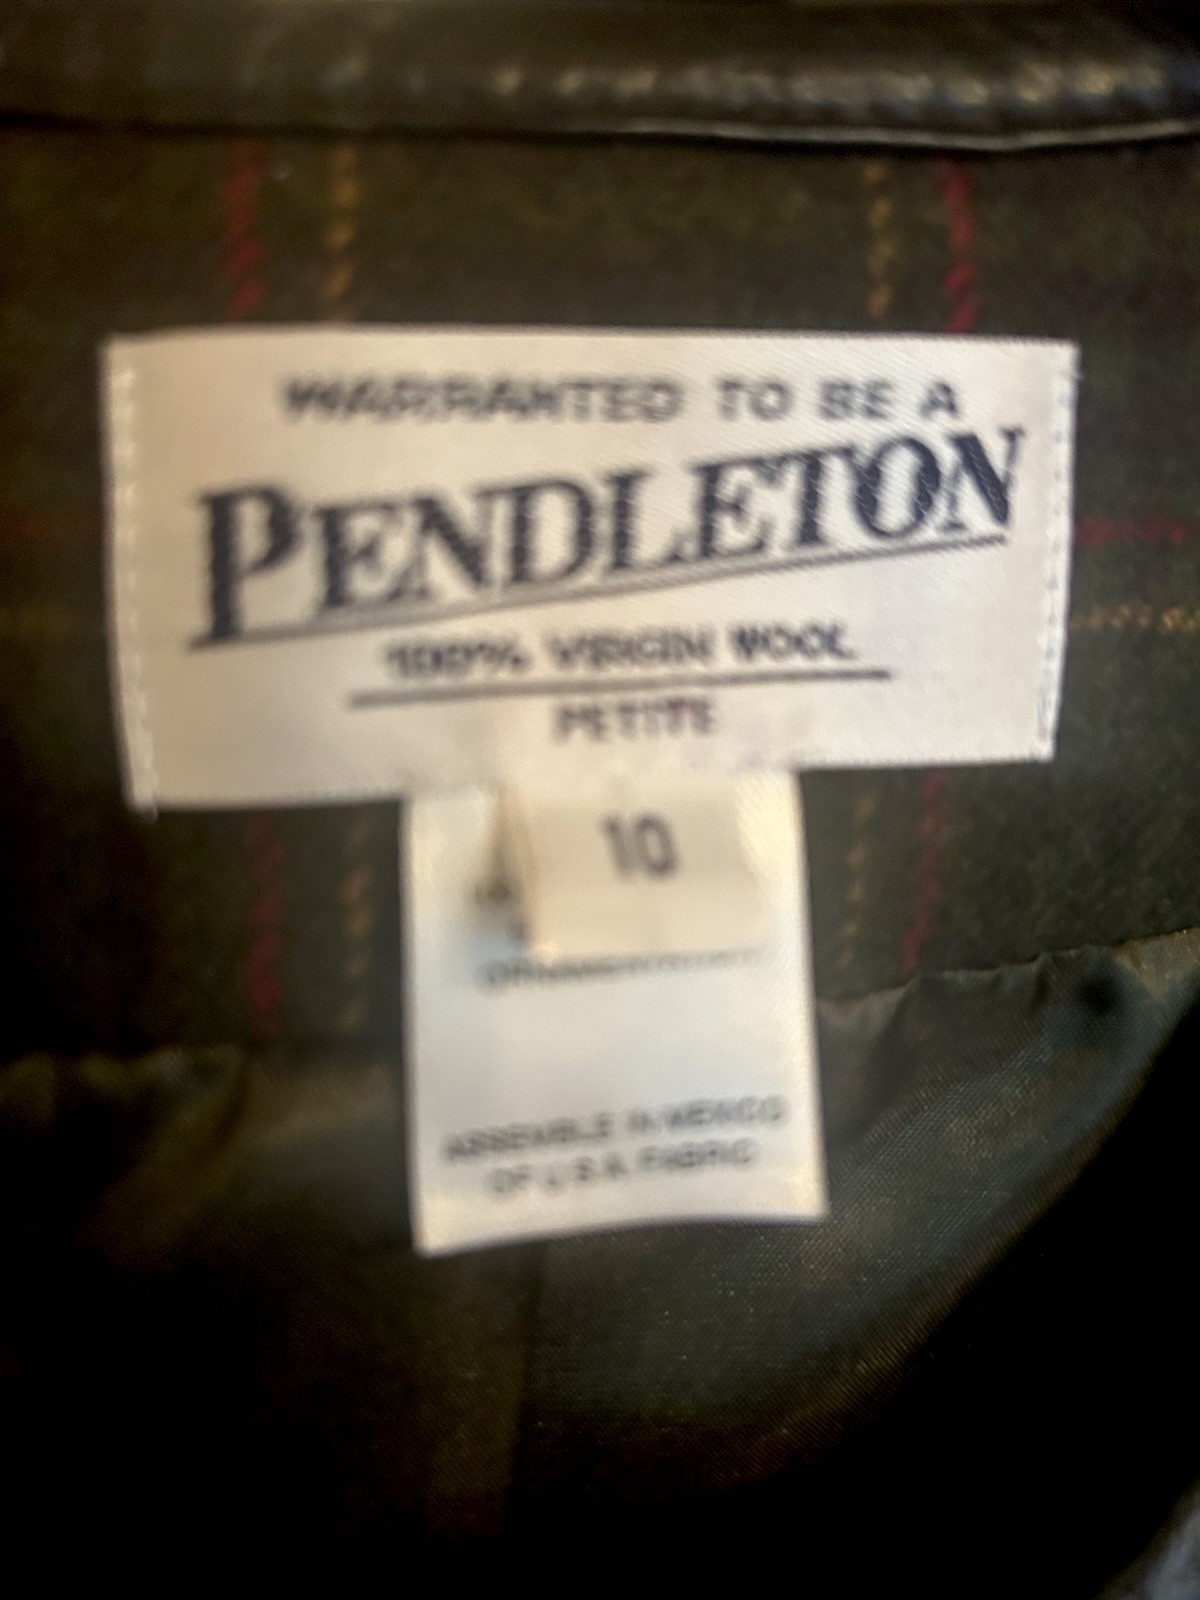 WARRANTED TO BE A
PENDLETON
100% VIRGIN WOOL
PETITE
10
ASSEMBLE IN MEXICO
OF U.S.A. FABRIC